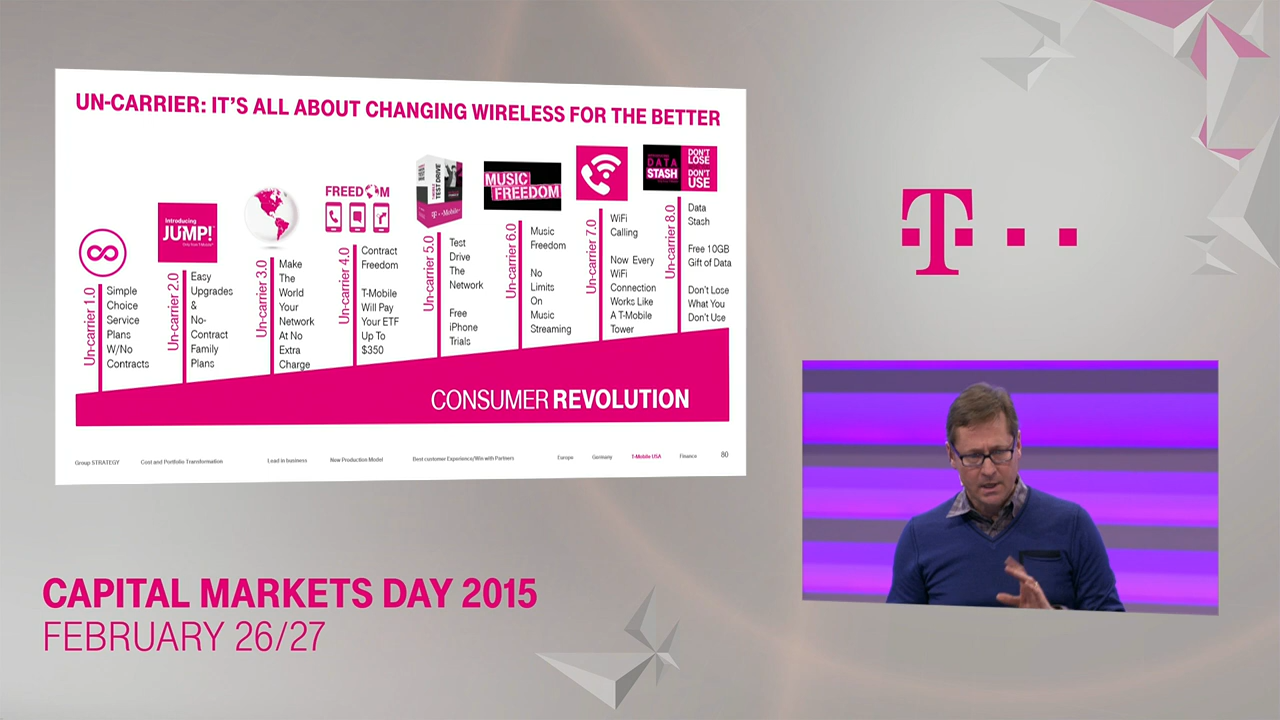 UN-CARRIER: IT'S ALL ABOUT CHANGING WIRELESS FOR THE BETTER
Un-carrier 1.0
Simple
Choice
Service
Plans
W/No
Contracts
Introducing
JUMP!
Un-carrier 2.0
Easy
Upgrades
&
No-
Contract
Family
Plans
Un-carrier 3.0
Make
The
World
Your
Network
At No
Extra
Charge
FREEDOM
Un-carrier 4.0
Contract
Freedom
T-Mobile
Will Pay
Your ETF
Up To
$350
TEST DRIVE
T-Mobile
Un-carrier 5.0
Test
Drive
The
Network
Free
iPhone
Trials
MUSIC
FREEDOM
Un-carrier 6.0
Music
Freedom
No
Limits
On
Music
Streaming
Un-carrier 7.0
WiFi
Calling
Now Every
WiFi
Connection
Works Like
A T-Mobile
Tower
DATA
STASH
DON'T
LOSE
DON'T
USE
Un-carrier 8.0
Data
Stash
Free 10GB
Gift of Data
Don't Lose
What You
Don't Use
CONSUMER REVOLUTION
Group STRATEGY Cost and Portfolio Transformation Lead in business New Production Model Best customer Experience/Win with Partners Europe Germany T-Mobile USA Finance 80
T
CAPITAL MARKETS DAY 2015
FEBRUARY 26/27